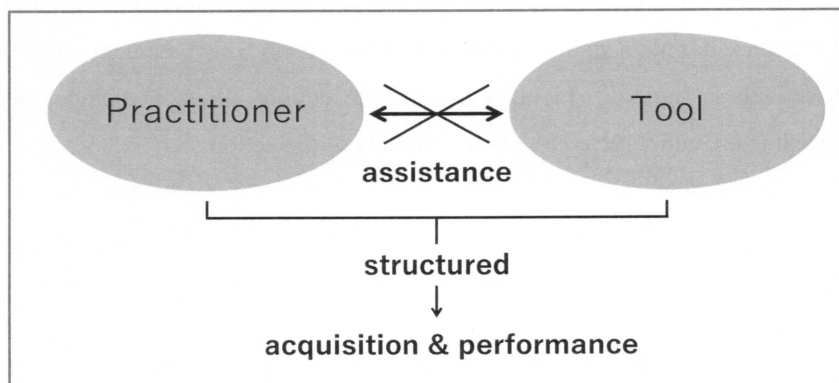 Practitioner
Tool
assistance
structured
acquisition & performance